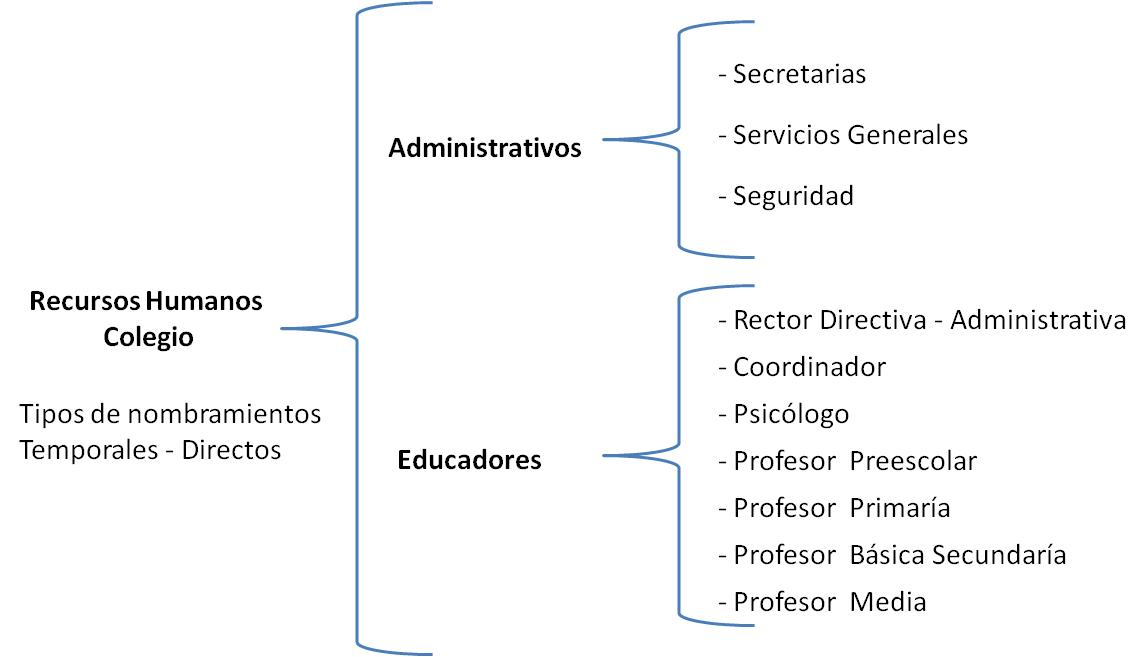 Recursos Humanos
Colegio
Tipos de nombramientos
Temporales - Directos
Administrativos
- Secretarias
- Servicios Generales
- Seguridad
Educadores
- Rector Directiva - Administrativa
- Coordinador
- Psicólogo
- Profesor Preescolar
- Profesor Primaría
- Profesor Básica Secundaría
- Profesor Media